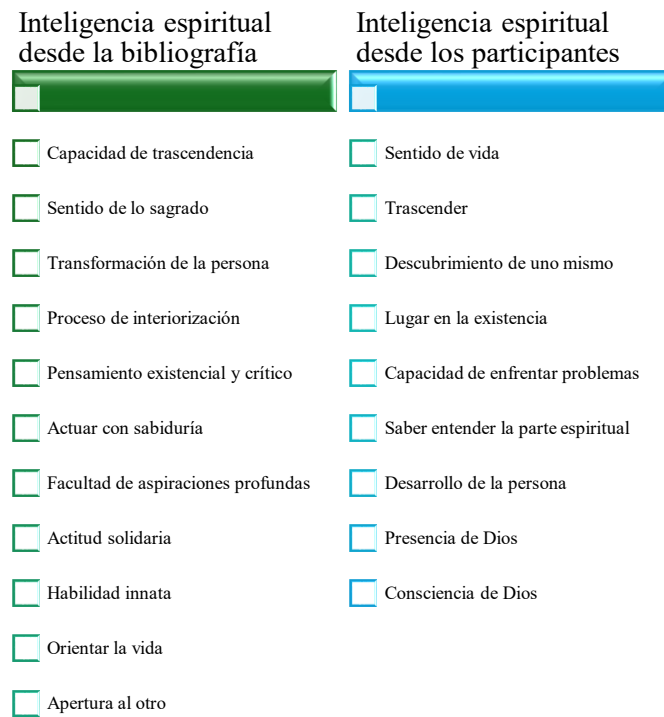 Inteligencia espiritual
desde la bibliografía
Capacidad de trascendencia
Sentido de lo sagrado
Transformación de la persona
Proceso de interiorización
Pensamiento existencial y crítico
Actuar con sabiduría
Facultad de aspiraciones profundas
Actitud solidaria
Habilidad innata
Orientar la vida
Apertura al otro
Inteligencia espiritual
desde los participantes
Sentido de vida
Trascender
Descubrimiento de uno mismo
Lugar en la existencia
Capacidad de enfrentar problemas
Saber entender la parte espiritual
Desarrollo de la persona
Presencia de Dios
Consciencia de Dios